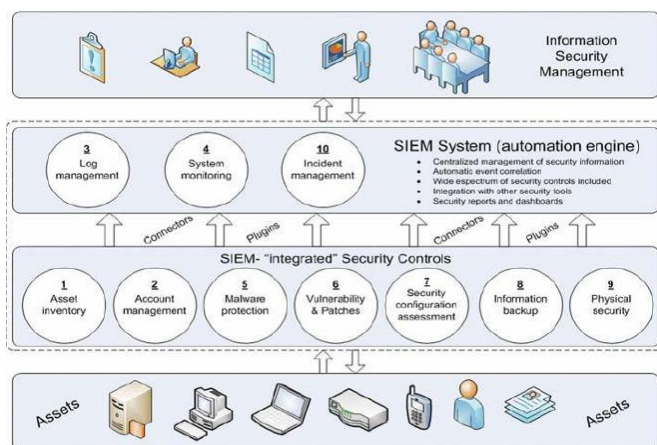 Information
Security
Management
SIEM System (automation engine)
3
Log
management
4
System
monitoring
10
Incident
management
• Centralized management of security information
• Automatic event correlation
• Wide espectrum of security controls included
• Integration with other security tools
• Security reports and dashboards
Connectors
Plugins
Connectors
Plugins
SIEM- “integrated” Security Controls
1
Asset
inventory
2
Account
management
5
Malware
protection
6
Vulnerability
& Patches
7
Security
configuration
assessment
8
Information
backup
9
Physical
security
Assets
Assets